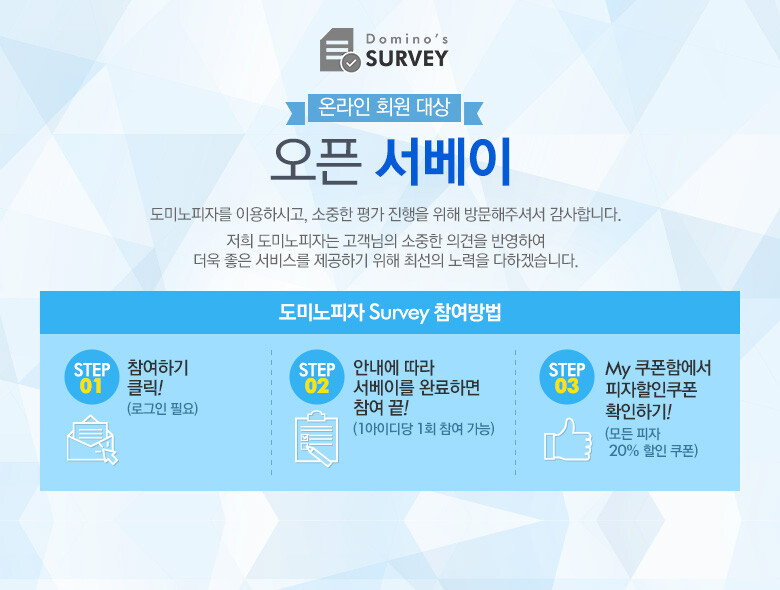 Domino's
SURVEY
온라인 회원 대상
오픈 서베이
도미노피자를 이용하시고, 소중한 평가 진행을 위해 방문해주셔서 감사합니다.
저희 도미노피자는 고객님의 소중한 의견을 반영하여
더욱 좋은 서비스를 제공하기 위해 최선의 노력을 다하겠습니다.
도미노피자 Survey 참여방법
STEP
01
참여하기
클릭!
(로그인 필요)
STEP
02
안내에 따라
서베이를 완료하면
참여 끝!
(1아이디당 1회 참여 가능)
STEP
03
My 쿠폰함에서
피자할인쿠폰
확인하기!
(모든 피자
20% 할인 쿠폰)